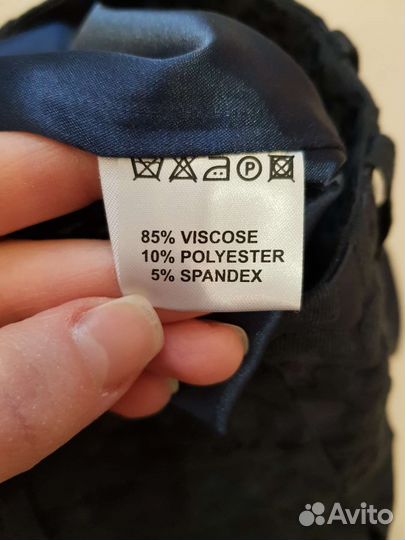 P
85% VISCOSE
10% POLYESTER
5% SPANDEX
Avito